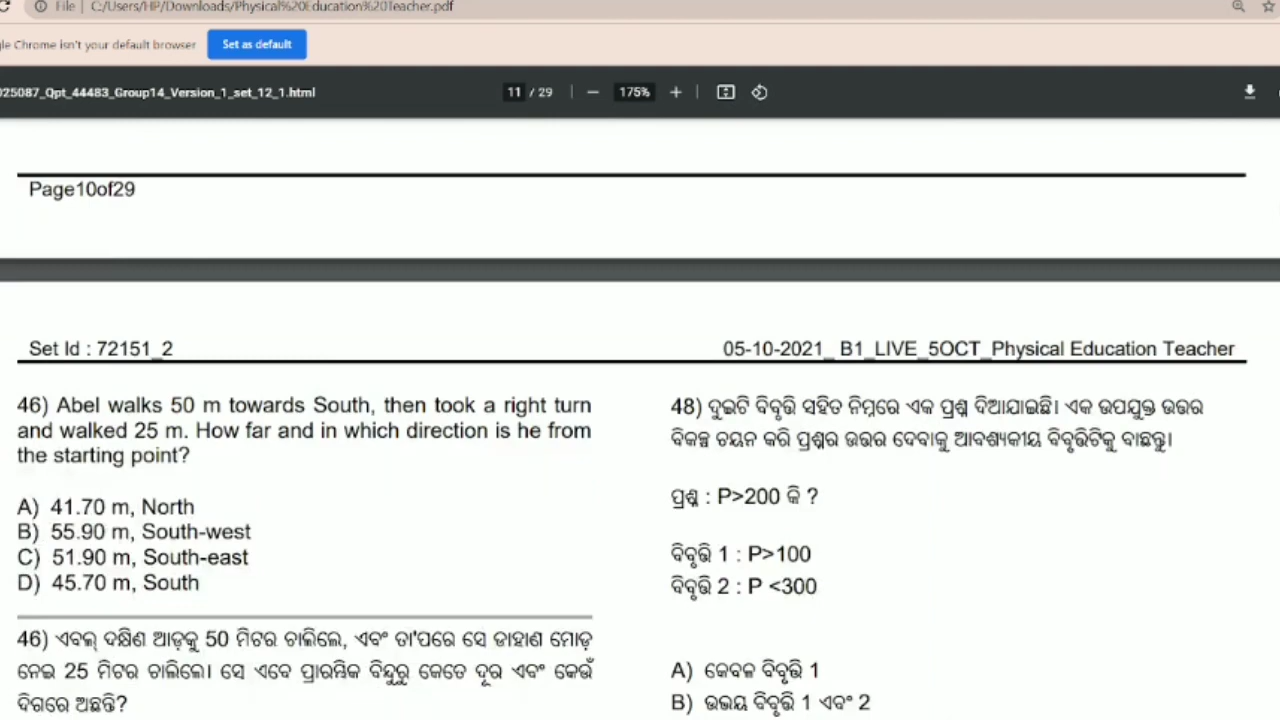 File | C:/Users/HP/Downloads/Physical%20Education%20Teacher.pdf
le Chrome isn't your default browser Set as default
025087_Qpt_44483_Group14_Version_1_set_12_1.html 11 / 29 175%
Page10of29
Set Id : 72151_2 05-10-2021_ B1_LIVE_5OCT_Physical Education Teacher
46) Abel walks 50 m towards South, then took a right turn
and walked 25 m. How far and in which direction is he from
the starting point?
A) 41.70 m, North
B) 55.90 m, South-west
C) 51.90 m, South-east
D) 45.70 m, South
46) ଏବଲ୍ ଦକ୍ଷିଣ ଆଡ଼କୁ 50 ମିଟର ଚାଲିଲେ, ଏବଂ ତା'ପରେ ସେ ଡାହାଣ ମୋଡ଼
ନେଇ 25 ମିଟର ଚାଲିଲେ। ସେ ଏବେ ପ୍ରାରମ୍ଭିକ ବିନ୍ଦୁରୁ କେତେ ଦୂର ଏବଂ କେଉଁ
ଦିଗରେ ଅଛନ୍ତି?
48) ଦୁଇଟି ବିବୃତ୍ତି ସହିତ ନିମ୍ନରେ ଏକ ପ୍ରଶ୍ନ ଦିଆଯାଇଛି। ଏକ ଉପଯୁକ୍ତ ଉତ୍ତର
ବିକଳ୍ପ ଚୟନ କରି ପ୍ରଶ୍ନର ଉତ୍ତର ଦେବାକୁ ଆବଶ୍ୟକୀୟ ବିବୃତ୍ତିଟିକୁ ବାଛନ୍ତୁ।
ପ୍ରଶ୍ନ : P>200 କି ?
ବିବୃତ୍ତି 1 : P>100
ବିବୃତ୍ତି 2 : P <300
A) କେବଳ ବିବୃତ୍ତି 1
B) ଉଭୟ ବିବୃତ୍ତି 1 ଏବଂ 2